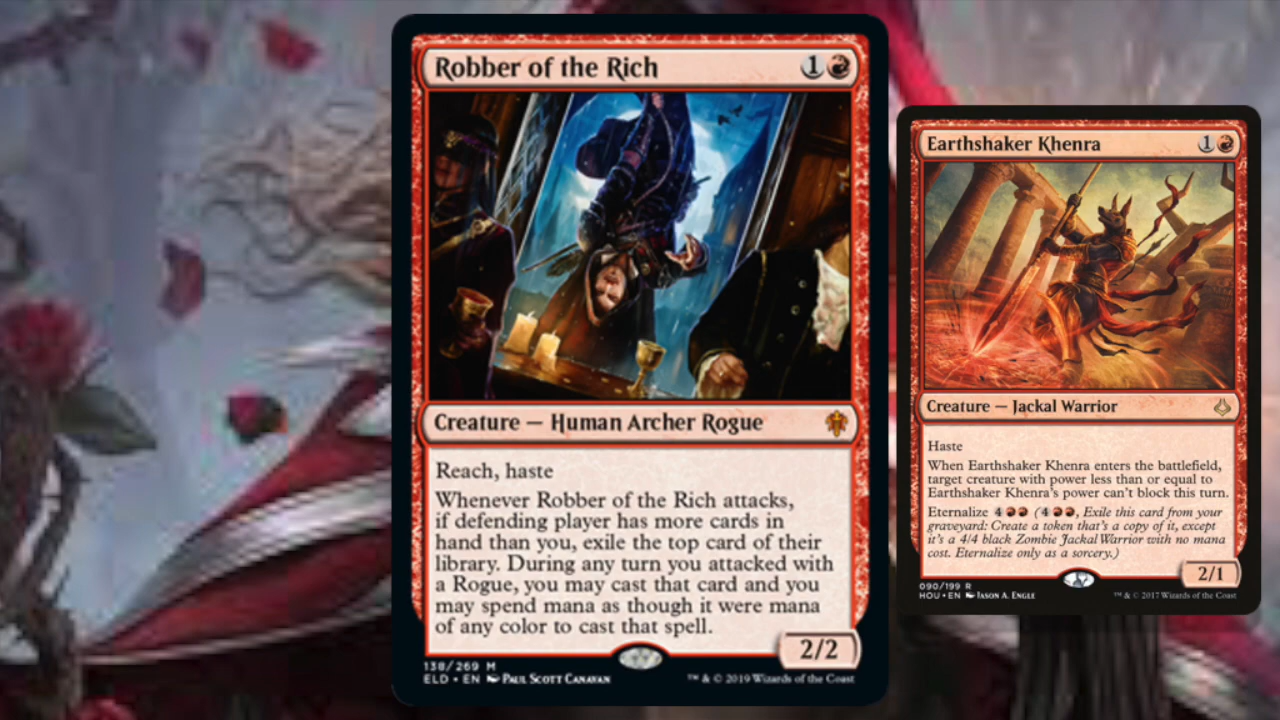 Robber of the Rich 1
Creature — Human Archer Rogue
Reach, haste
Whenever Robber of the Rich attacks,
if defending player has more cards in
hand than you, exile the top card of their
library. During any turn you attacked with
a Rogue, you may cast that card and you
may spend mana as though it were mana
of any color to cast that spell.
2/2
138/269 M
ELD • EN PAUL SCOTT CANAVAN
™ & © 2019 Wizards of the Coast
Earthshaker Khenra 1
Creature — Jackal Warrior
Haste
When Earthshaker Khenra enters the battlefield,
target creature with power less than or equal to
Earthshaker Khenra's power can't block this turn.
Eternalize 4 (4, Exile this card from your
graveyard: Create a token that's a copy of it, except
it's a 4/4 black Zombie Jackal Warrior with no mana
cost. Eternalize only as a sorcery.)
2/1
090/199 R
HOU • EN JASON A. ENGLE
™ & © 2017 Wizards of the Coast